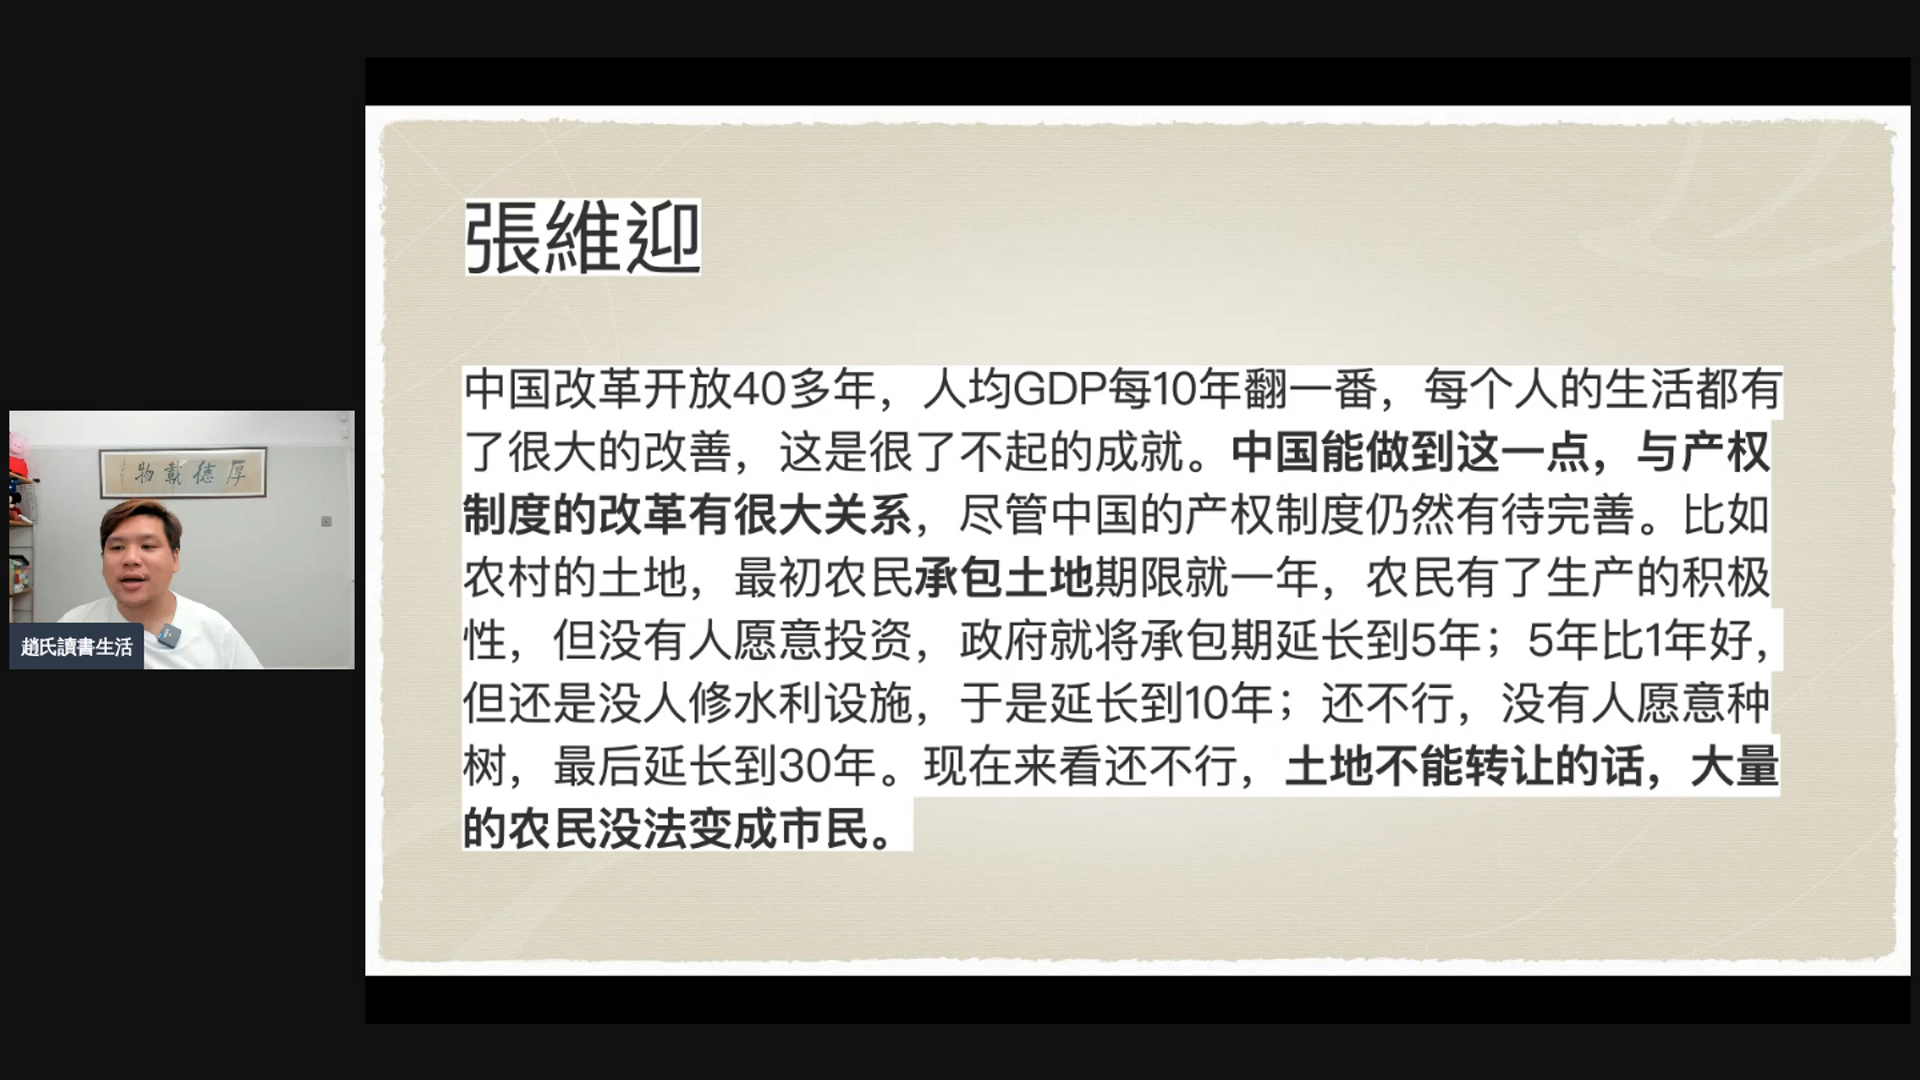 張維迎
中国改革开放40多年，人均GDP每10年翻一番，每个人的生活都有
了很大的改善，这是很了不起的成就。中国能做到这一点，与产权
制度的改革有很大关系，尽管中国的产权制度仍然有待完善。比如
农村的土地，最初农民承包土地期限就一年，农民有了生产的积极
性，但没有人愿意投资，政府就将承包期延长到5年；5年比1年好，
但还是没人修水利设施，于是延长到10年；还不行，没有人愿意种
树，最后延长到30年。现在来看还不行，土地不能转让的话，大量
的农民没法变成市民。
厚德載物
趙氏讀書生活